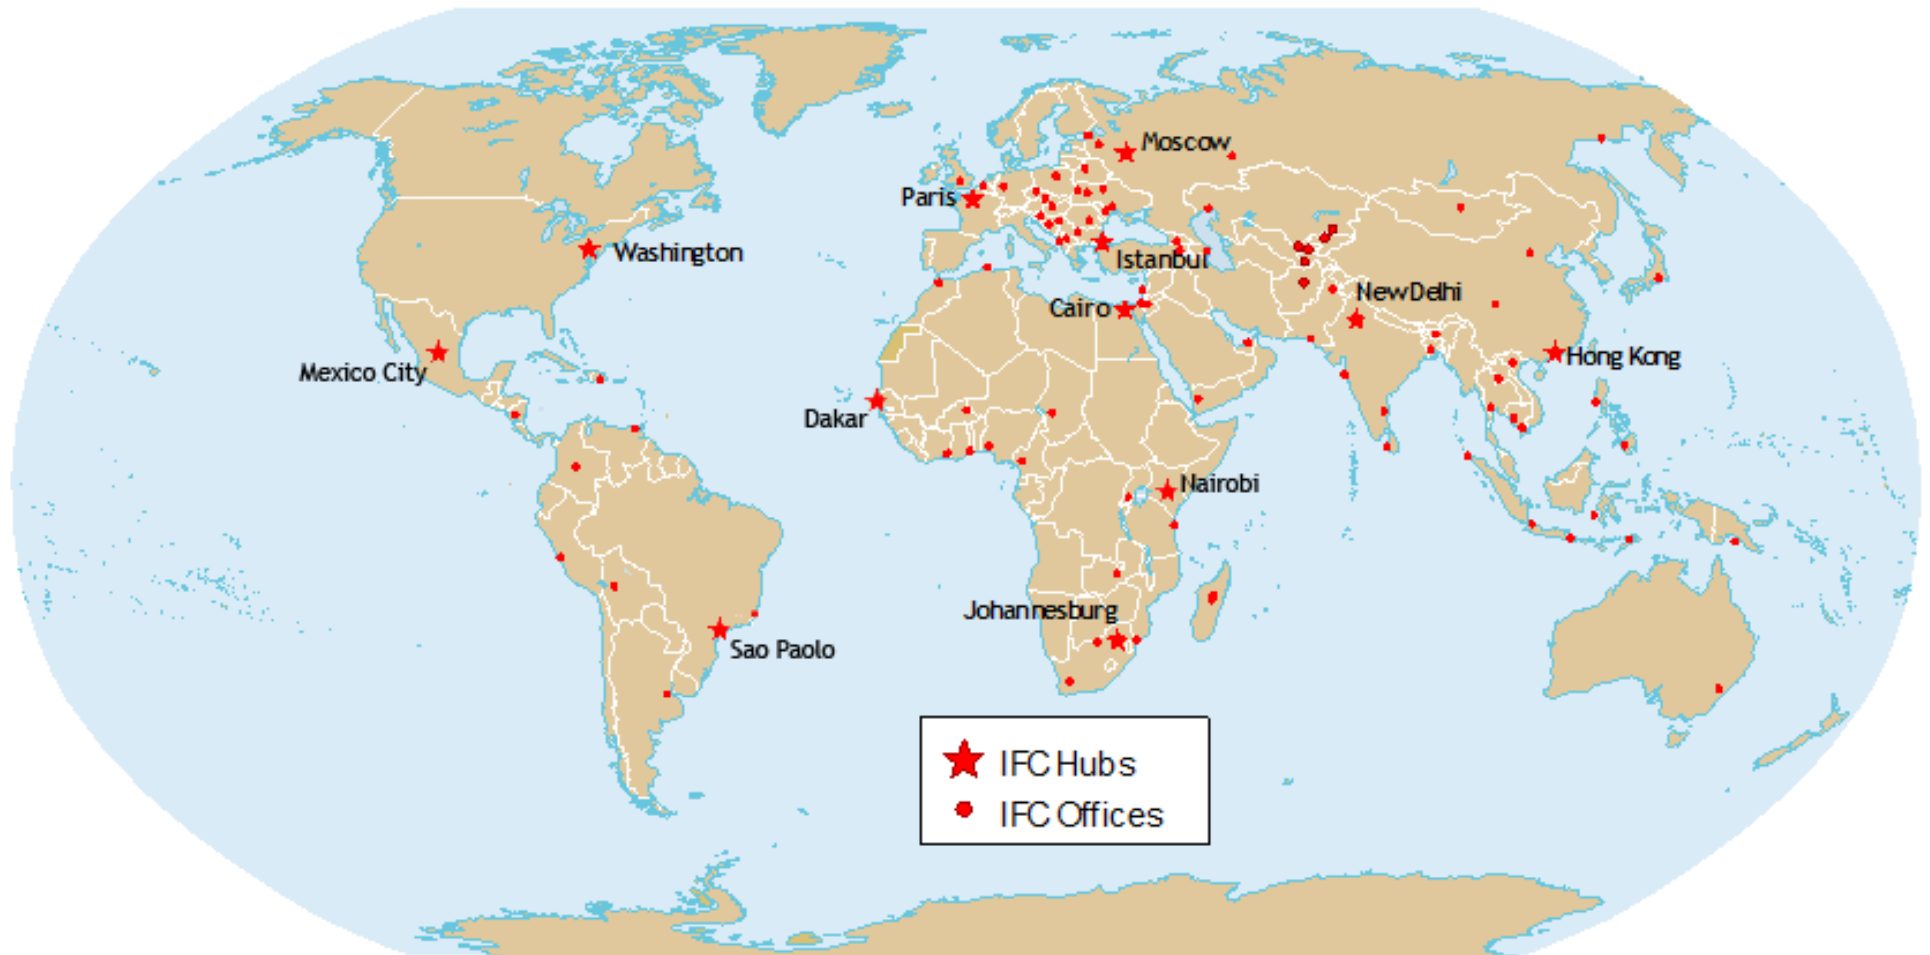 Moscow
Paris
Washington
Istanbul
NewDelhi
Cairo
Hong Kong
Mexico City
Dakar
Nairobi
Johannesburg
Sao Paolo
IFC Hubs
IFC Offices